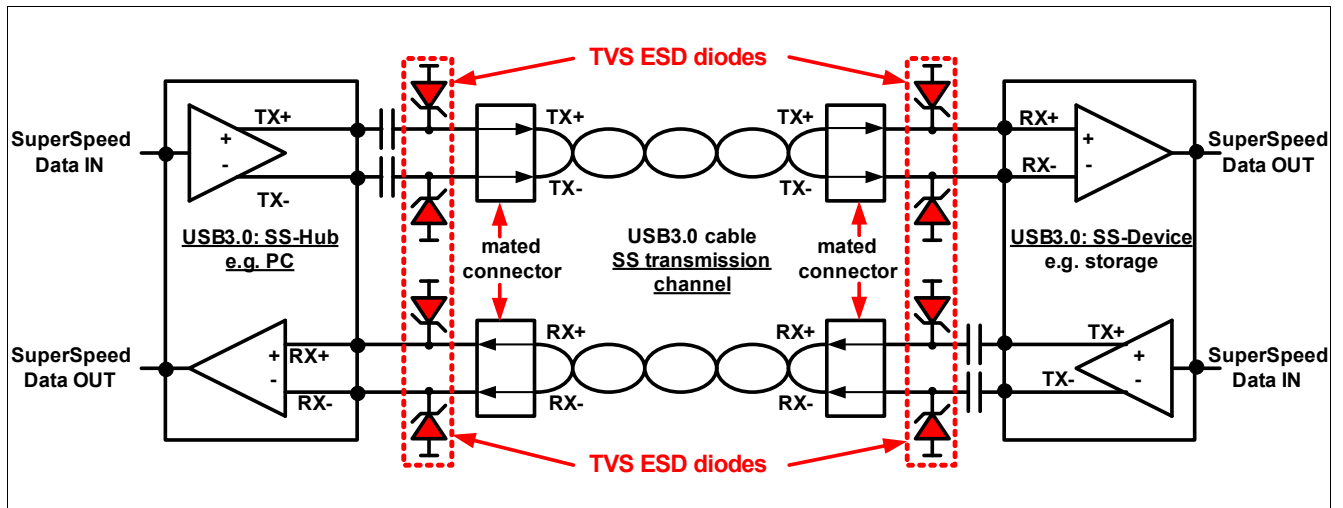 TVS ESD diodes
TX+
TX+
TX+
RX+
SuperSpeed
Data IN
+
-
+
-
SuperSpeed
Data OUT
TX-
TX-
TX-
RX-
USB3.0: SS-Hub
e.g. PC
mated
connector
USB3.0 cable
SS transmission
channel
mated
connector
USB3.0: SS-Device
e.g. storage
RX+
RX+
TX+
SuperSpeed
Data OUT
+
-
RX+
RX-
RX-
RX-
TX-
+
-
SuperSpeed
Data IN
TVS ESD diodes